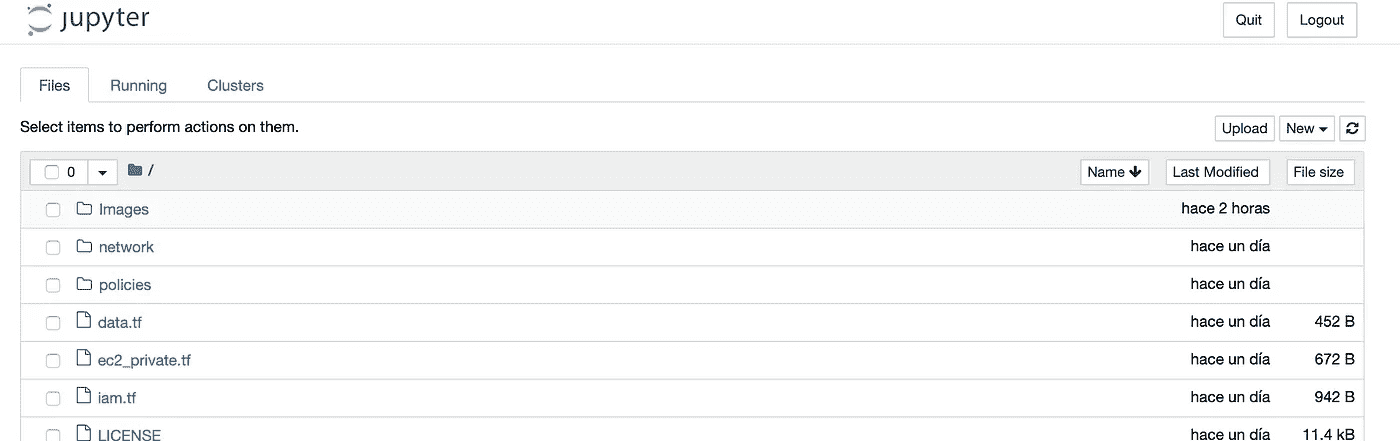 jupyter Quit Logout
Files Running Clusters
Select items to perform actions on them. Upload New
0 / Name Last Modified File size
Images hace 2 horas
network hace un día
policies hace un día
data.tf hace un día 452 B
ec2_private.tf hace un día 672 B
iam.tf hace un día 942 B
LICENSE hace un día 11.4 kB